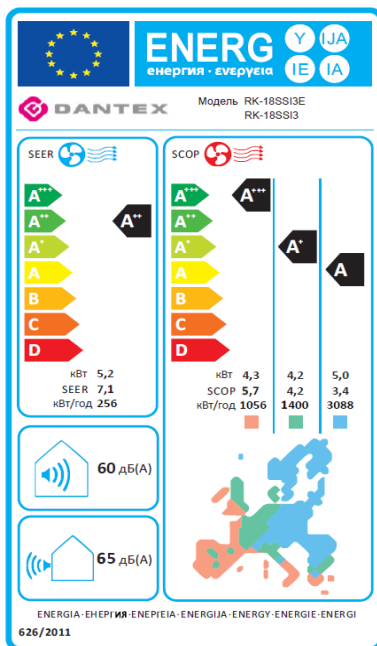 ENERG Y IJA
енергия · ενεργεια IE IA
DANTEX
Модель RK-18SSI3E
RK-18SSI3
SEER
A+++
A++
A+
A
B
C
D
A++
кВт 5,2
SEER 7,1
кВт/год 256
SCOP
A+++
A++
A+
A
B
C
D
A+++
A+
A
кВт 4,3 4,2 5,0
SCOP 5,7 4,2 3,4
кВт/год 1056 1400 3088
60 дБ(A)
65 дБ(A)
ENERGIA·ЕНЕРГИЯ·ΕΝΕΡΓΕΙΑ·ENERGIJA·ENERGY·ENERGIE·ENERGI
626/2011